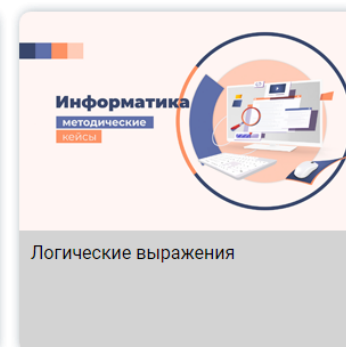 Информатика
методические
кейсы
Логические выражения